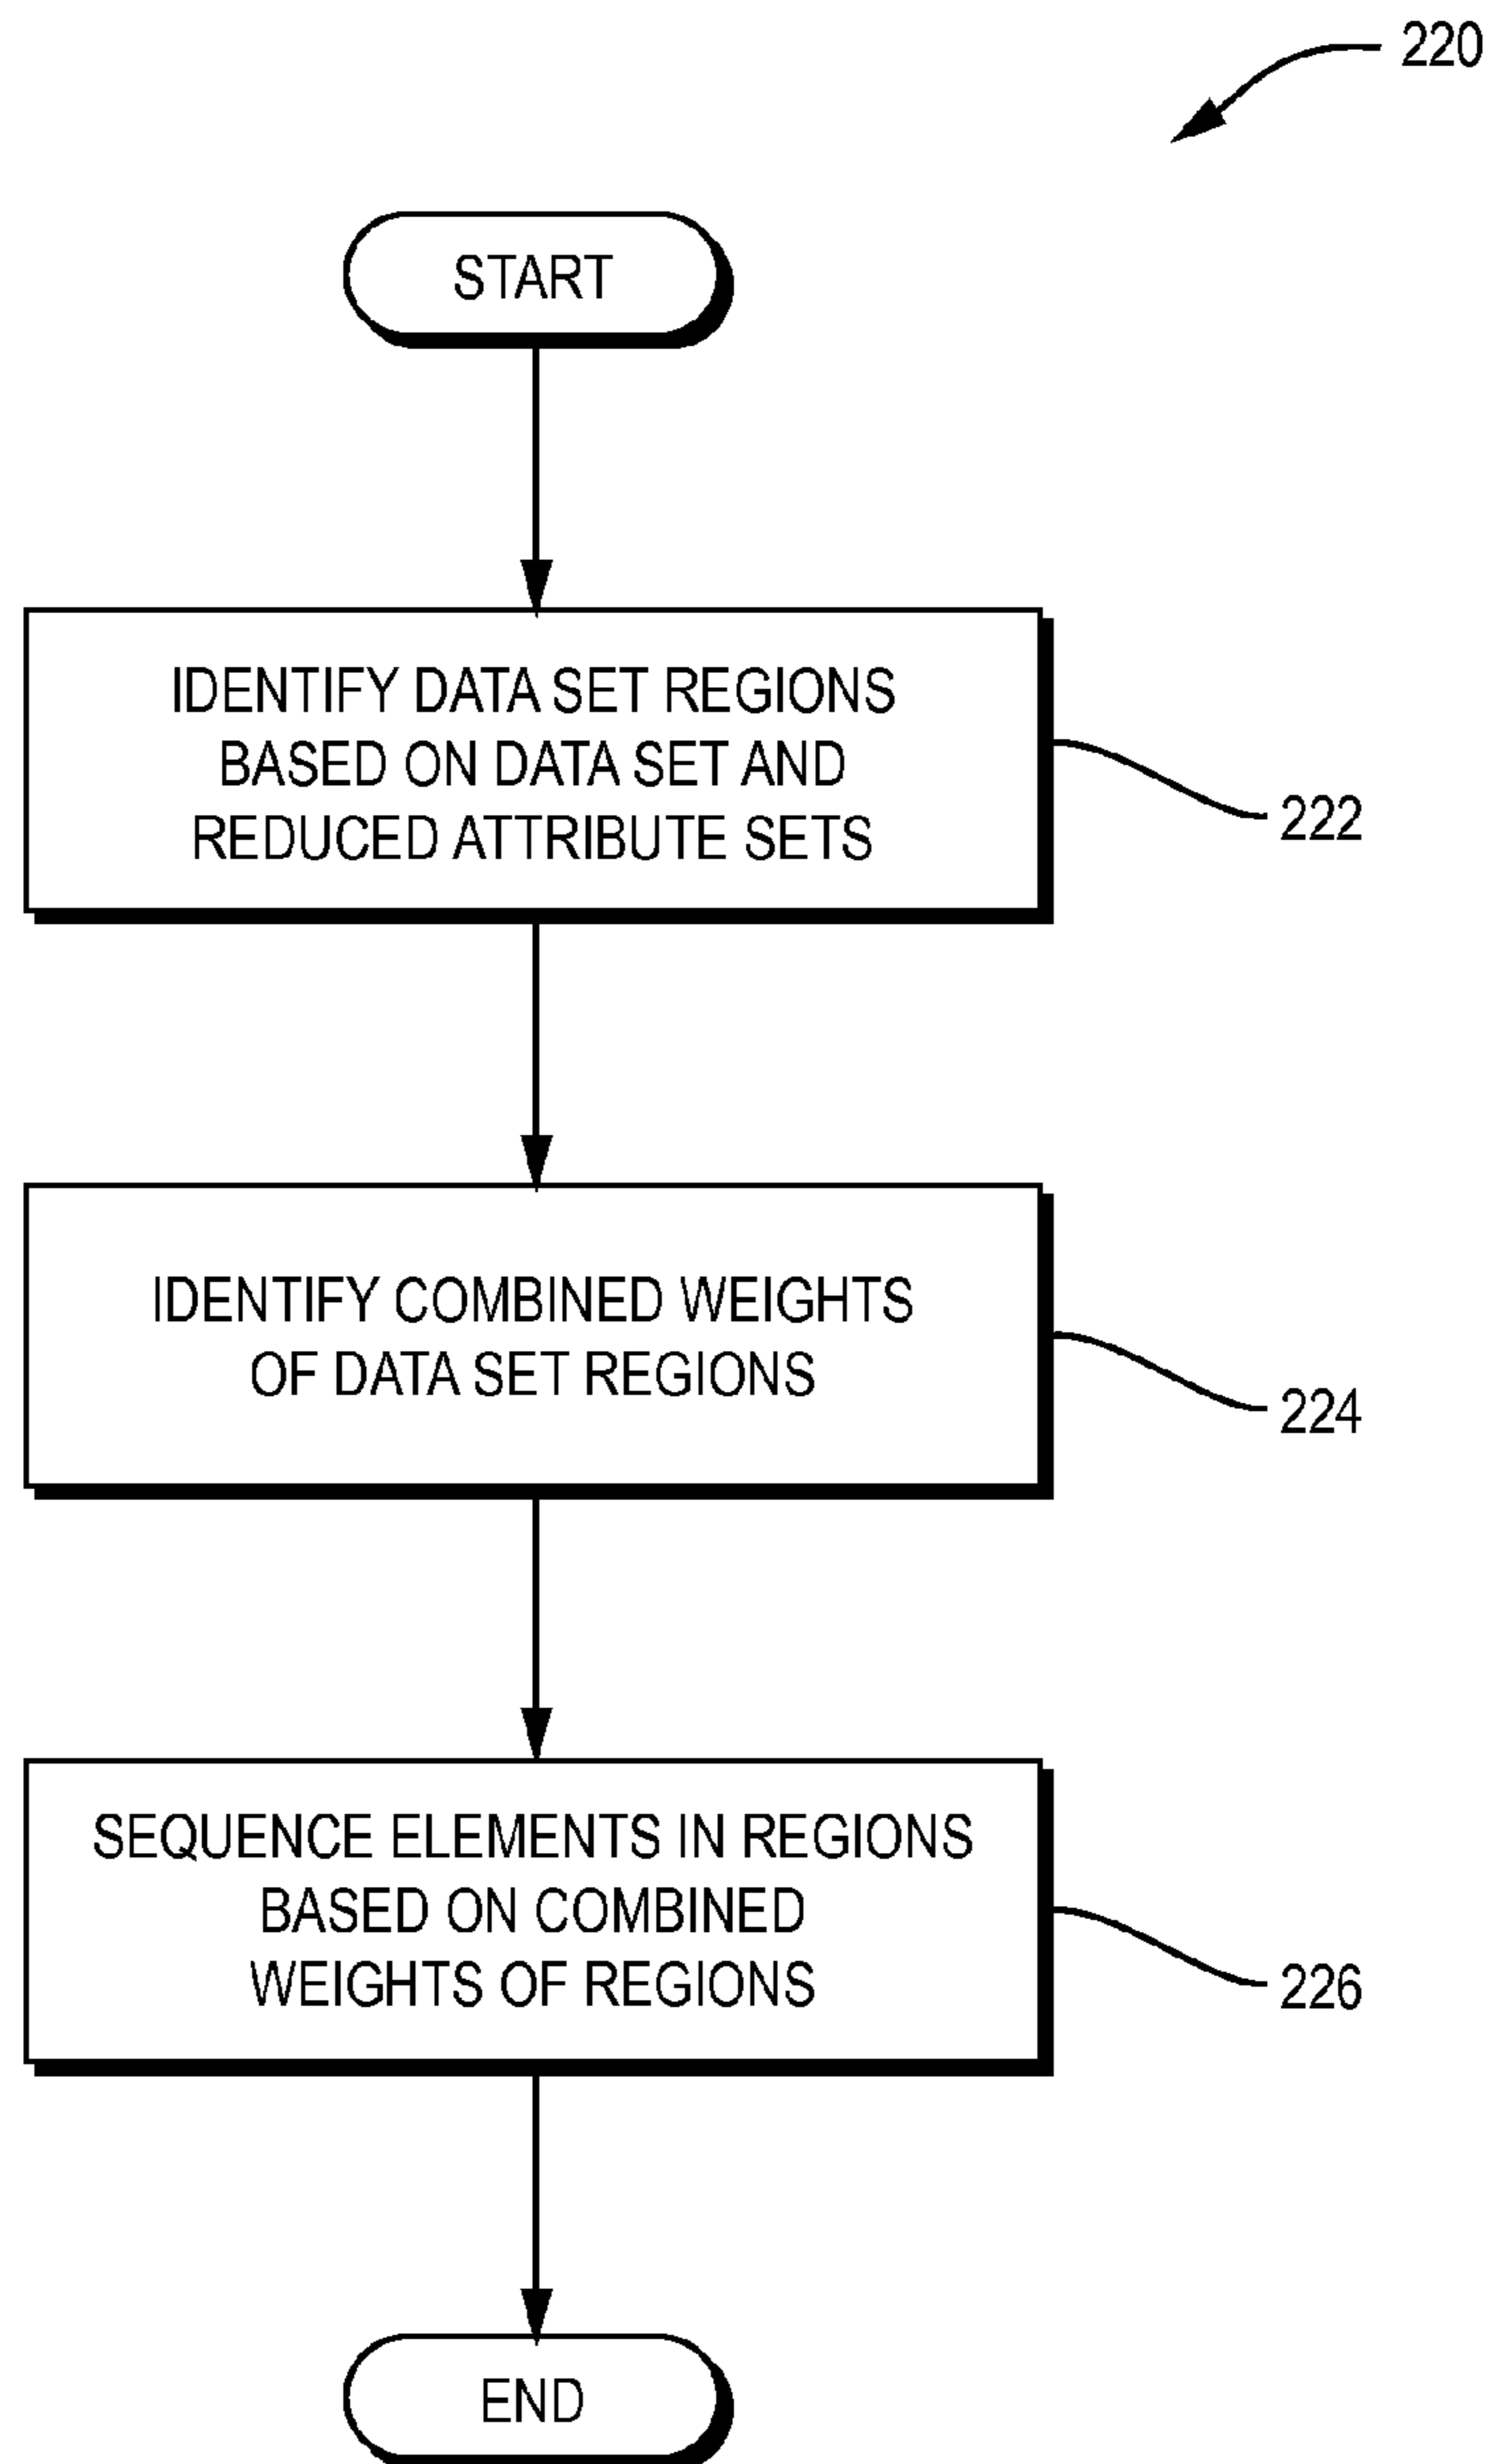 220
START
IDENTIFY DATA SET REGIONS
BASED ON DATA SET AND
REDUCED ATTRIBUTE SETS
222
IDENTIFY COMBINED WEIGHTS
OF DATA SET REGIONS
224
SEQUENCE ELEMENTS IN REGIONS
BASED ON COMBINED
WEIGHTS OF REGIONS
226
END